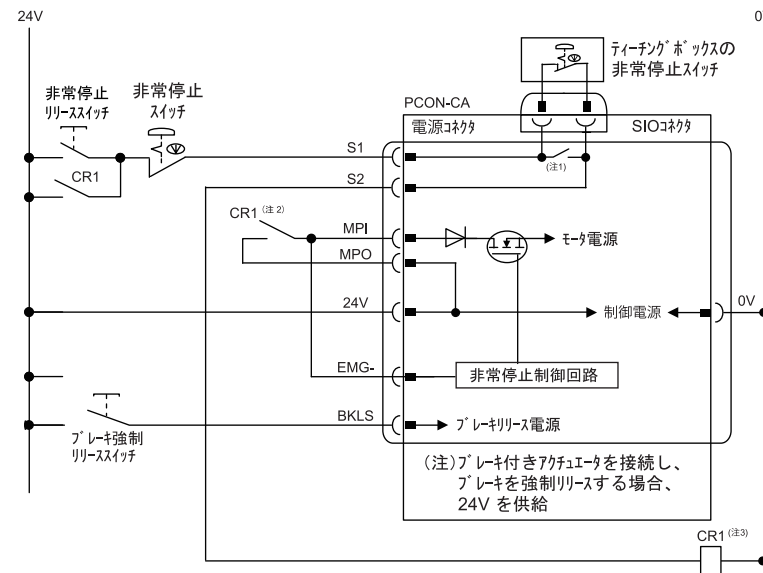 24V
0
ティーチングボックスの
非常停止スイッチ
非常停止
リリーススイッチ
非常停止
スイッチ
PCON-CA
電源コネクタ
SIOコネクタ
S1
(注1)
CR1
S2
CR1(注2)
MPI
モータ電源
MPO
24V
制御電源
0V
EMG-
非常停止制御回路
BKLS
ブレーキリリース電源
ブレーキ強制
リリーススイッチ
(注)ブレーキ付きアクチュエータを接続し、
ブレーキを強制リリースする場合、
24V を供給
CR1(注3)